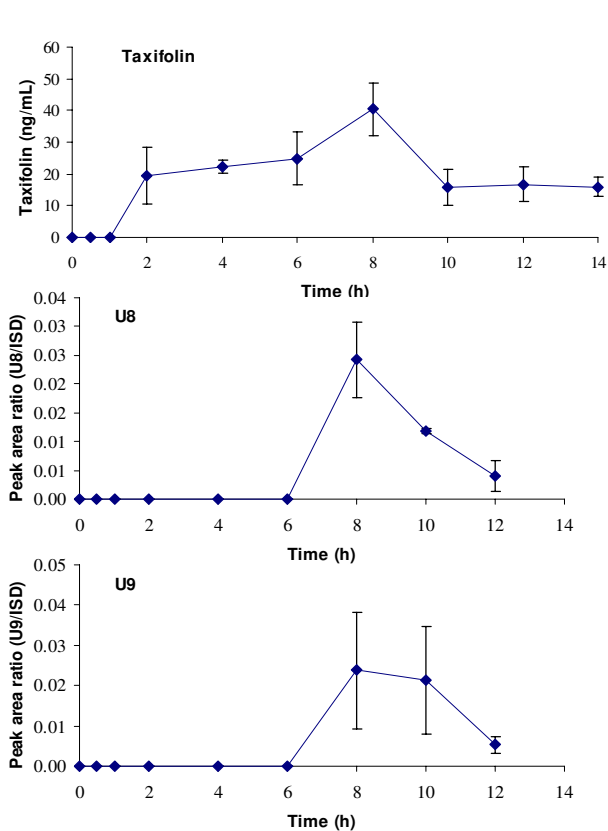 Taxifolin
Taxifolin (ng/mL)
60
50
40
30
20
10
0
0 2 4 6 8 10 12 14
Time (h)
U8
Peak area ratio (U8/ISD)
0.04
0.03
0.03
0.02
0.02
0.01
0.01
0.00
0 2 4 6 8 10 12 14
Time (h)
U9
Peak area ratio (U9/ISD)
0.05
0.04
0.03
0.02
0.01
0.00
0 2 4 6 8 10 12 14
Time (h)